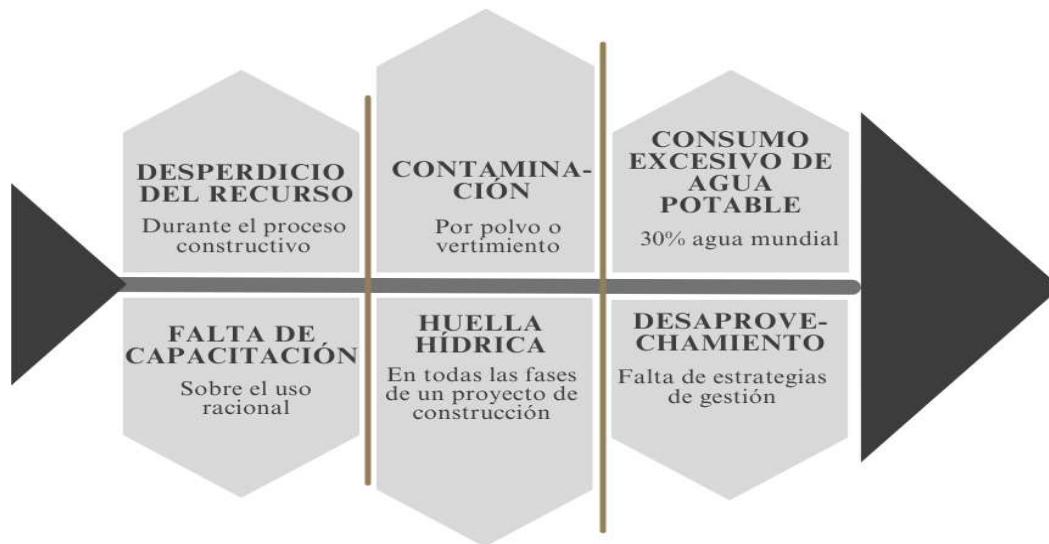 DESPERDICIO
DEL RECURSO
Durante el proceso
constructivo
CONTAMINA-
CIÓN
Por polvo o
vertimiento
CONSUMO
EXCESIVO DE
AGUA
POTABLE
30% agua mundial
FALTA DE
CAPACITACIÓN
Sobre el uso
racional
HUELLA
HÍDRICA
En todas las fases
de un proyecto de
construcción
DESAPROVE-
CHAMIENTO
Falta de estrategias
de gestión